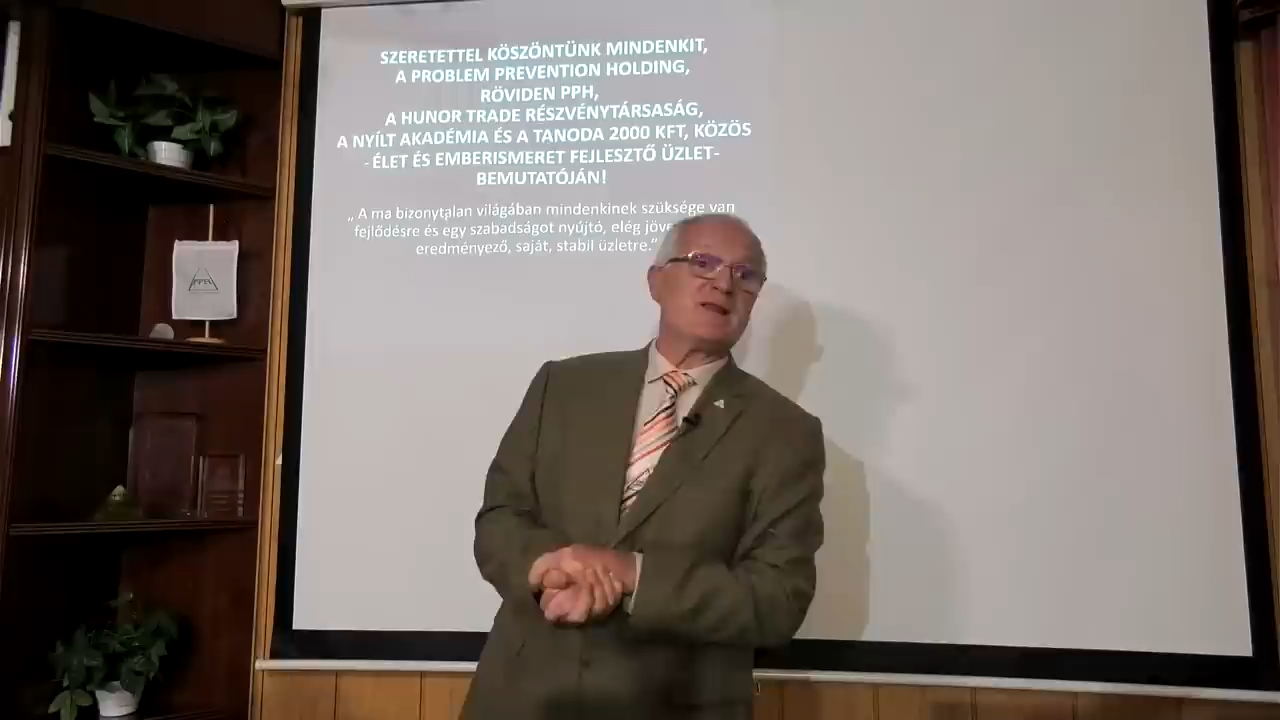 SZERETETTEL KÖSZÖNTÜNK MINDENKIT,
A PROBLEM PREVENTION HOLDING,
RÖVIDEN PPH,
A HUNOR TRADE RÉSZVÉNYTÁRSASÁG,
A NYÍLT AKADÉMIA ÉS A TANODA 2000 KFT, KÖZÖS
- ÉLET ÉS EMBERISMERET FEJLESZTŐ ÜZLET-
BEMUTATÓJÁN!
„ A ma bizonytalan világában mindenkinek szüksége van
fejlődésre és egy szabadságot nyújtó, elég
eredményező, saját, stabil üzletre.”